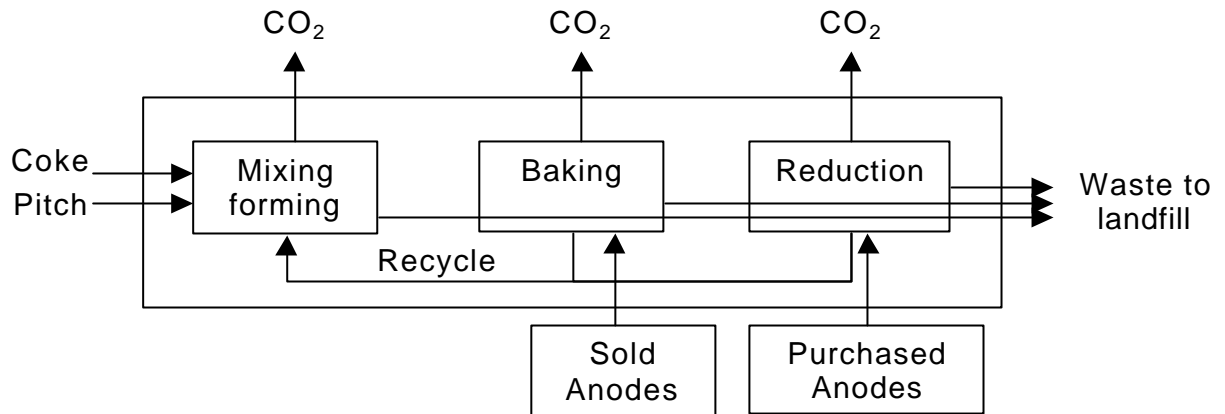 CO₂ CO₂ CO₂
Coke
Pitch
Mixing
forming
Baking
Reduction
Waste to
landfill
Recycle
Sold
Anodes
Purchased
Anodes